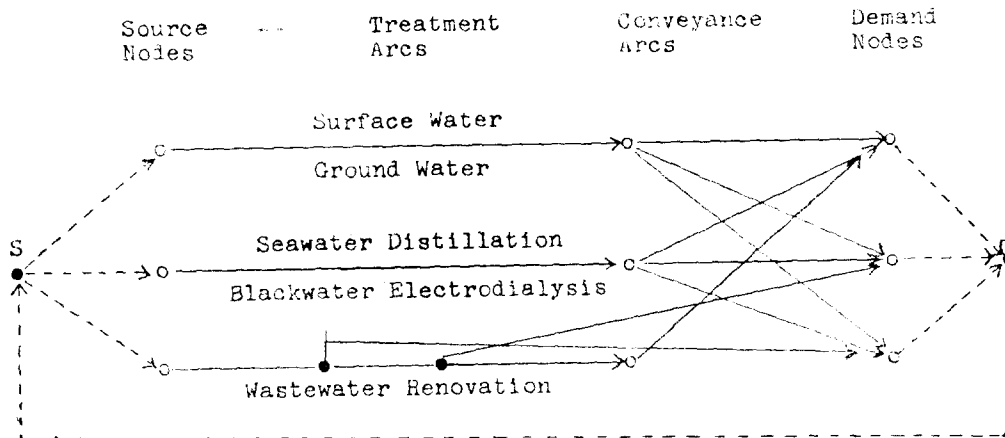 Source Nodes
Treatment Arcs
Conveyance Arcs
Demand Nodes
Surface Water
Ground Water
S
Seawater Distillation
Blackwater Electrodialysis
Wastewater Renovation